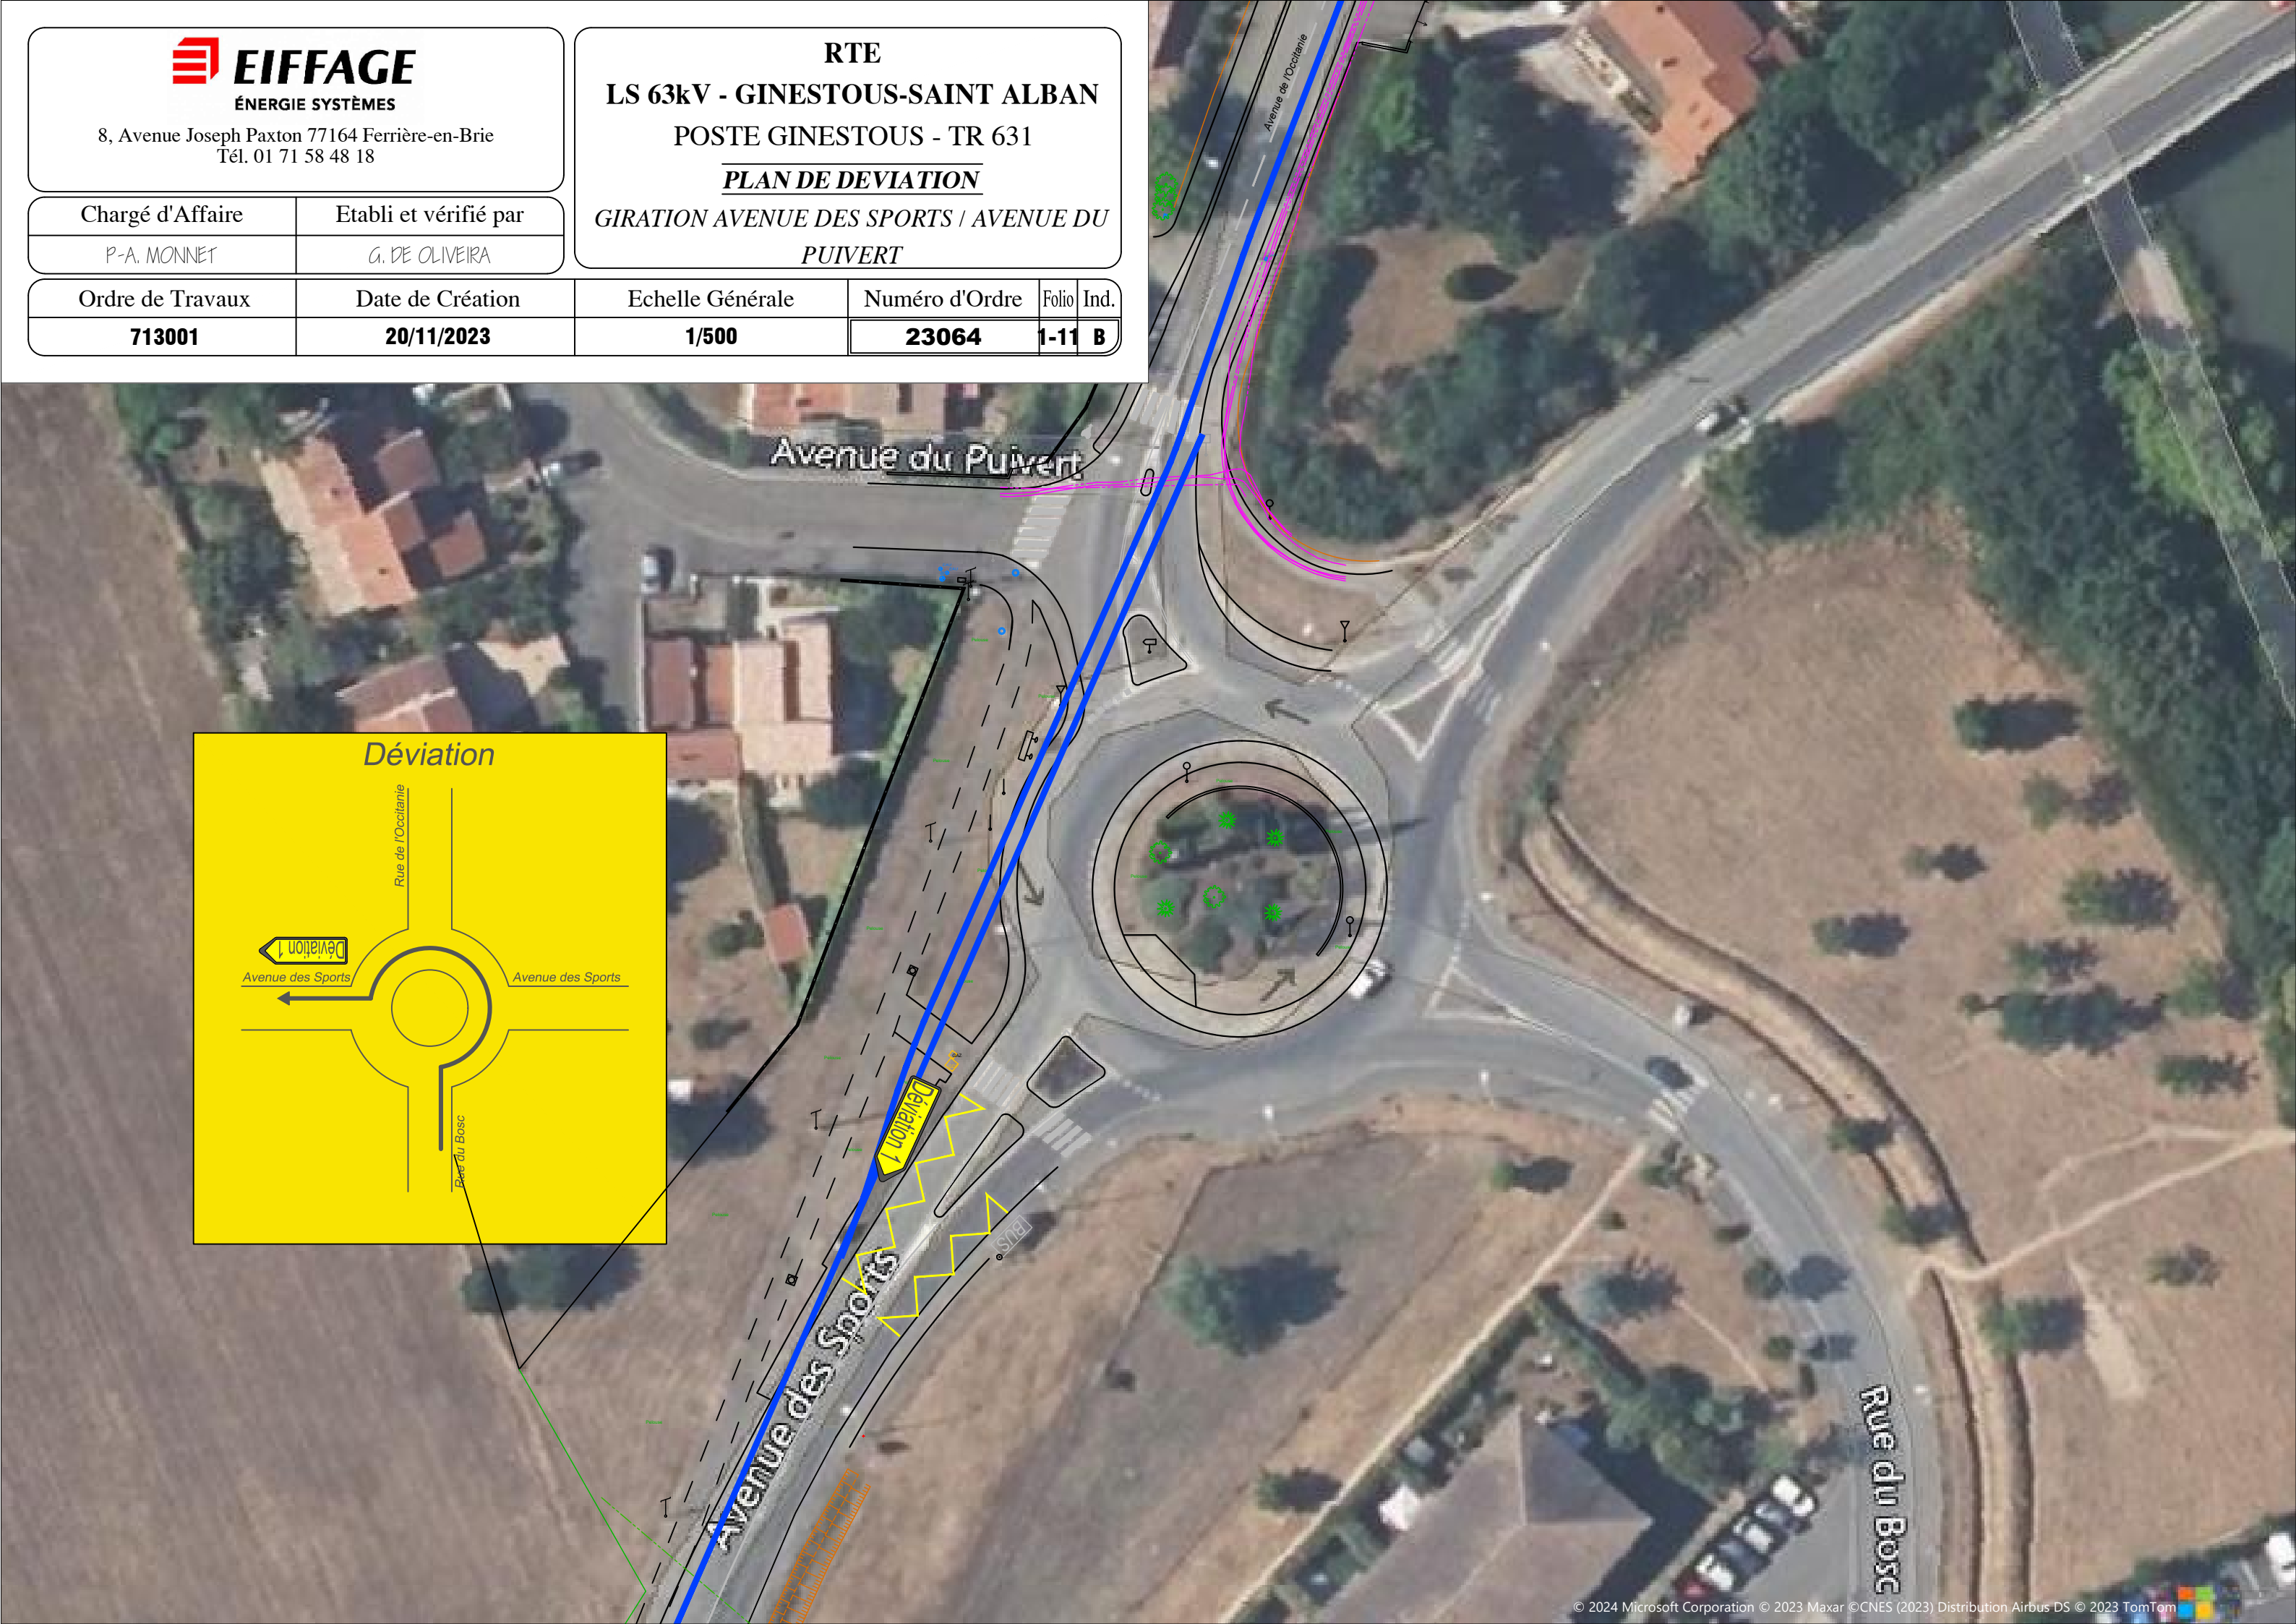 EIFFAGE
ÉNERGIE SYSTÈMES
8, Avenue Joseph Paxton 77164 Ferrière-en-Brie
Tél. 01 71 58 48 18
Chargé d'Affaire
Etabli et vérifié par
P-A. MONNET
G. DE OLIVEIRA
RTE
LS 63kV - GINESTOUS-SAINT ALBAN
POSTE GINESTOUS - TR 631
PLAN DE DEVIATION
GIRATION AVENUE DES SPORTS / AVENUE DU
PUIVERT
Ordre de Travaux
Date de Création
Echelle Générale
Numéro d'Ordre
Folio
Ind.
713001
20/11/2023
1/500
23064
1-11
B
Avenue de l'Occitanie
Avenue du Puivert
Déviation
Rue de l'Occitanie
Déviation 1
Avenue des Sports
Avenue des Sports
Rue du Bosc
Déviation 1
BUS
Avenue des Sports
Rue du Bosc
© 2024 Microsoft Corporation © 2023 Maxar ©CNES (2023) Distribution Airbus DS © 2023 TomTom